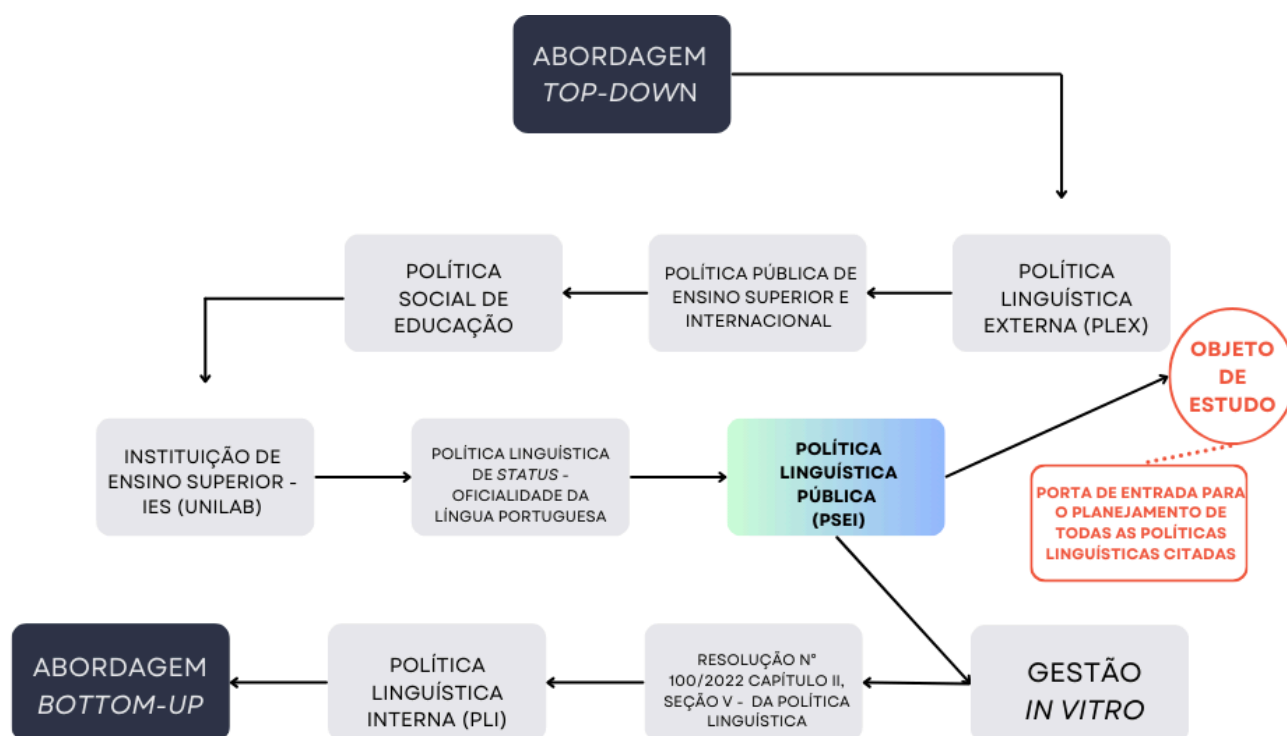 ABORDAGEM
TOP-DOWN
POLÍTICA
SOCIAL DE
EDUCAÇÃO
POLÍTICA PÚBLICA DE
ENSINO SUPERIOR E
INTERNACIONAL
POLÍTICA
LINGUÍSTICA
EXTERNA (PLEX)
OBJETO
DE
ESTUDO
INSTITUIÇÃO DE
ENSINO SUPERIOR -
IES (UNILAB)
POLÍTICA LINGUÍSTICA
DE STATUS -
OFICIALIDADE DA
LÍNGUA PORTUGUESA
POLÍTICA
LINGUÍSTICA
PÚBLICA
(PSEI)
PORTA DE ENTRADA PARA
O PLANEJAMENTO DE
TODAS AS POLÍTICAS
LINGUÍSTICAS CITADAS
ABORDAGEM
BOTTOM-UP
POLÍTICA
LINGUÍSTICA
INTERNA (PLI)
RESOLUÇÃO N°
100/2022 CAPÍTULO II,
SEÇÃO V - DA POLÍTICA
LINGUÍSTICA
GESTÃO
IN VITRO